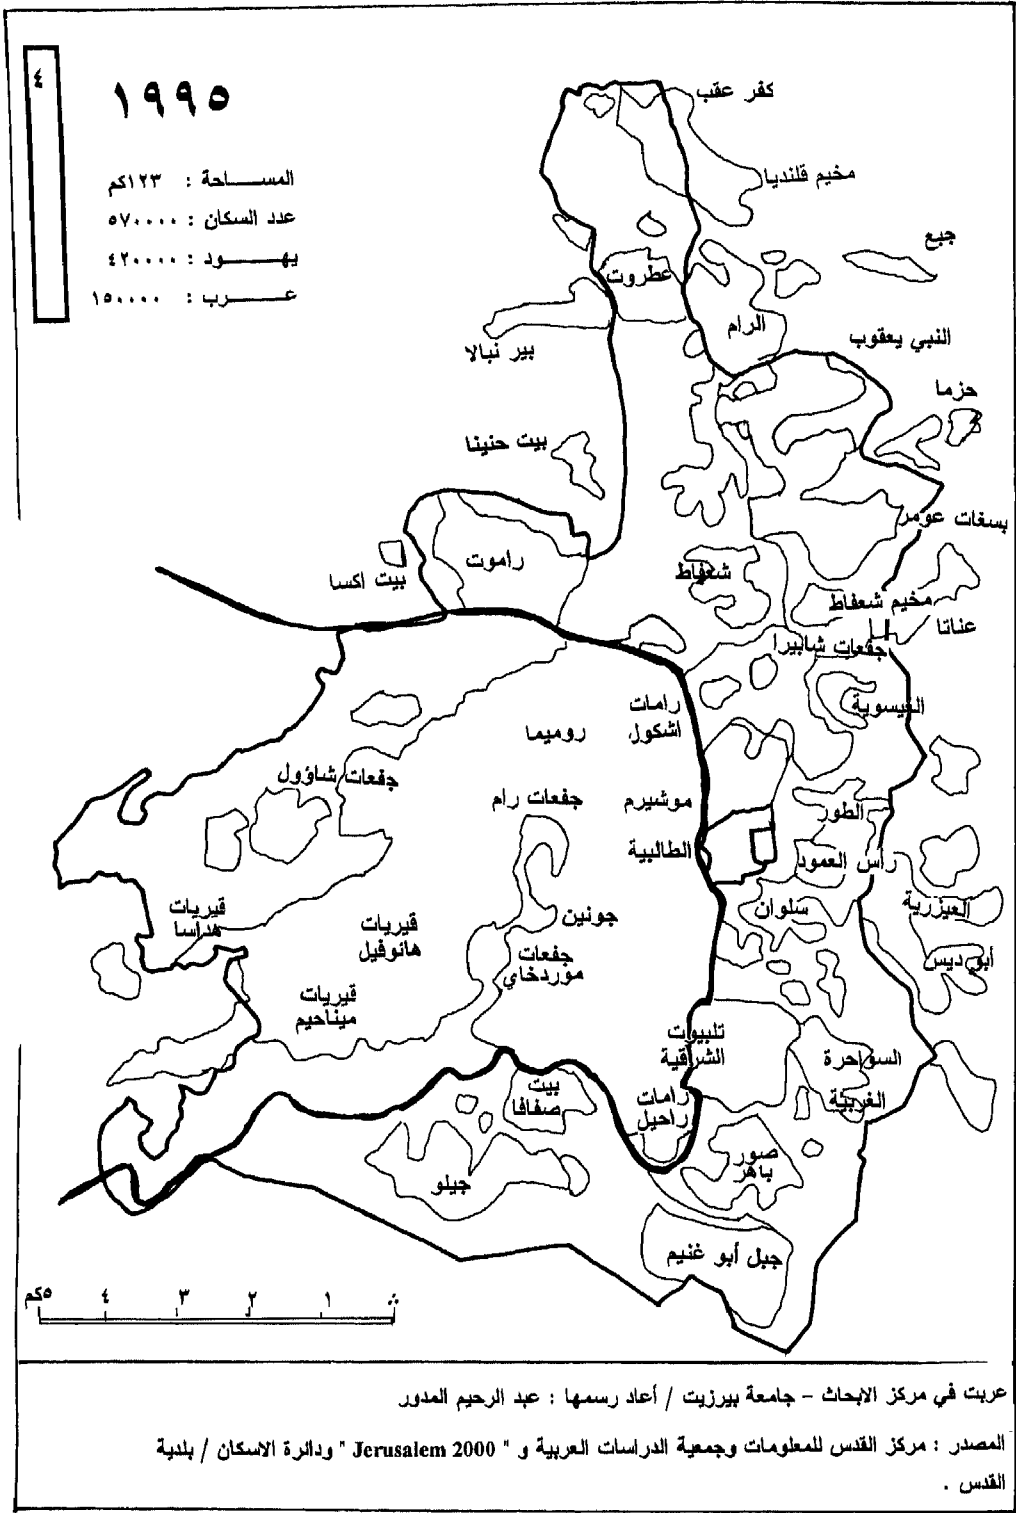 ٤
١٩٩٥
المساحة : ١٢٣كم
عدد السكان : ٥٧٠٠٠٠
يهود : ٤٢٠٠٠٠
عرب : ١٥٠٠٠٠
كفر عقب
مخيم قلنديا
جبع
عطروت
الرام
بير نبالا
النبي يعقوب
حزما
بيت حنينا
بسغات عومر
راموت
شعفاط
بيت اكسا
مخيم شعفاط
عناتا
جفعات شابيرا
رامات
اشكول
العيسوية
روميما
جفعات شاؤول
جفعات رام
موشيرم
الطور
الطالبية
راس العمود
قيريات
هداسا
جونين
سلوان
العيزرية
قيريات
هانوفيل
جفعات
موردخاي
أبو ديس
قيريات
ميناحيم
تلبيوت
الشراقية
السواحرة
الغربية
بيت
صفافا
رامات
راحيل
صور
باهر
جيلو
جبل أبو غنيم
٥كم ٤ ٣ ٢ ١ ٠
عربت في مركز الابحاث – جامعة بيرزيت / أعاد رسمها : عبد الرحيم المدور
المصدر : مركز القدس للمعلومات وجمعية الدراسات العربية و " Jerusalem 2000 " ودائرة الاسكان / بلدية
القدس .